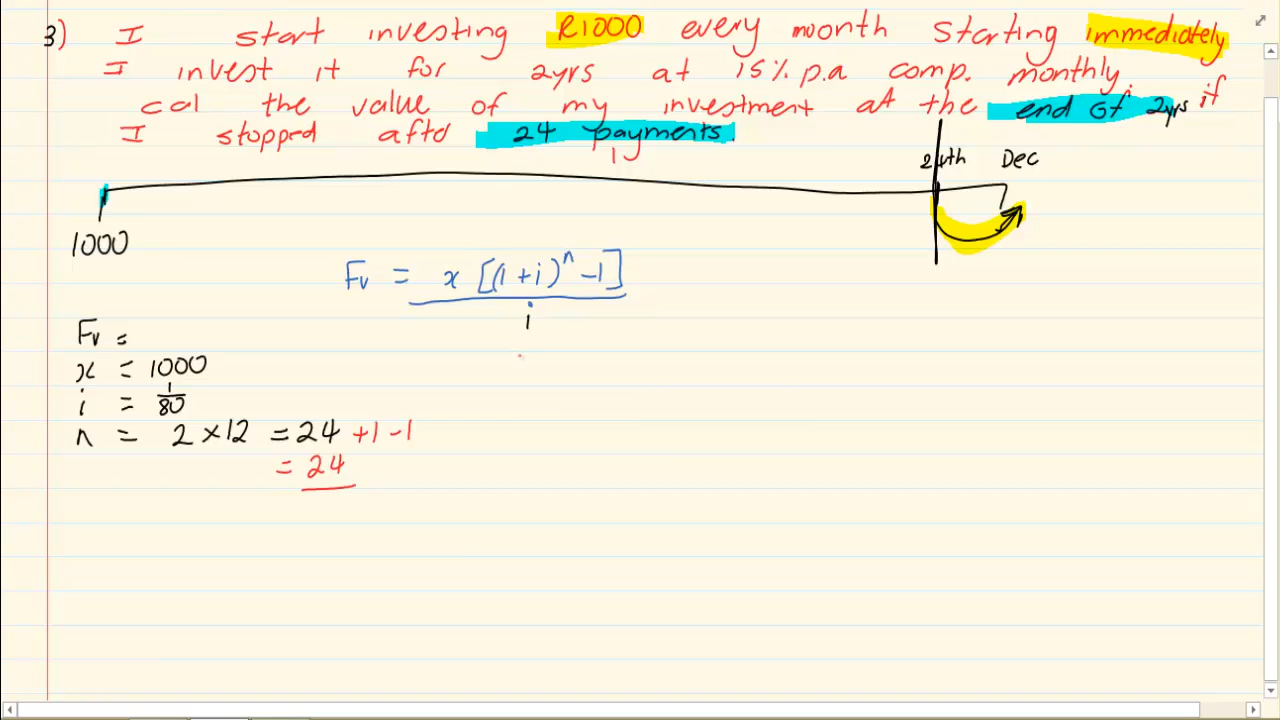 3) I start investing R1000 every month starting immediately
I invest it for 2yrs at 15% p.a comp. monthly.
cal the value of my investment at the end of 2yrs if
I stopped after 24 payments.
24th Dec
1000
Fv = x[(1+i)^n -1]
i
Fv =
x = 1000
i = 1/80
n = 2 × 12 = 24 +1 -1
= 24